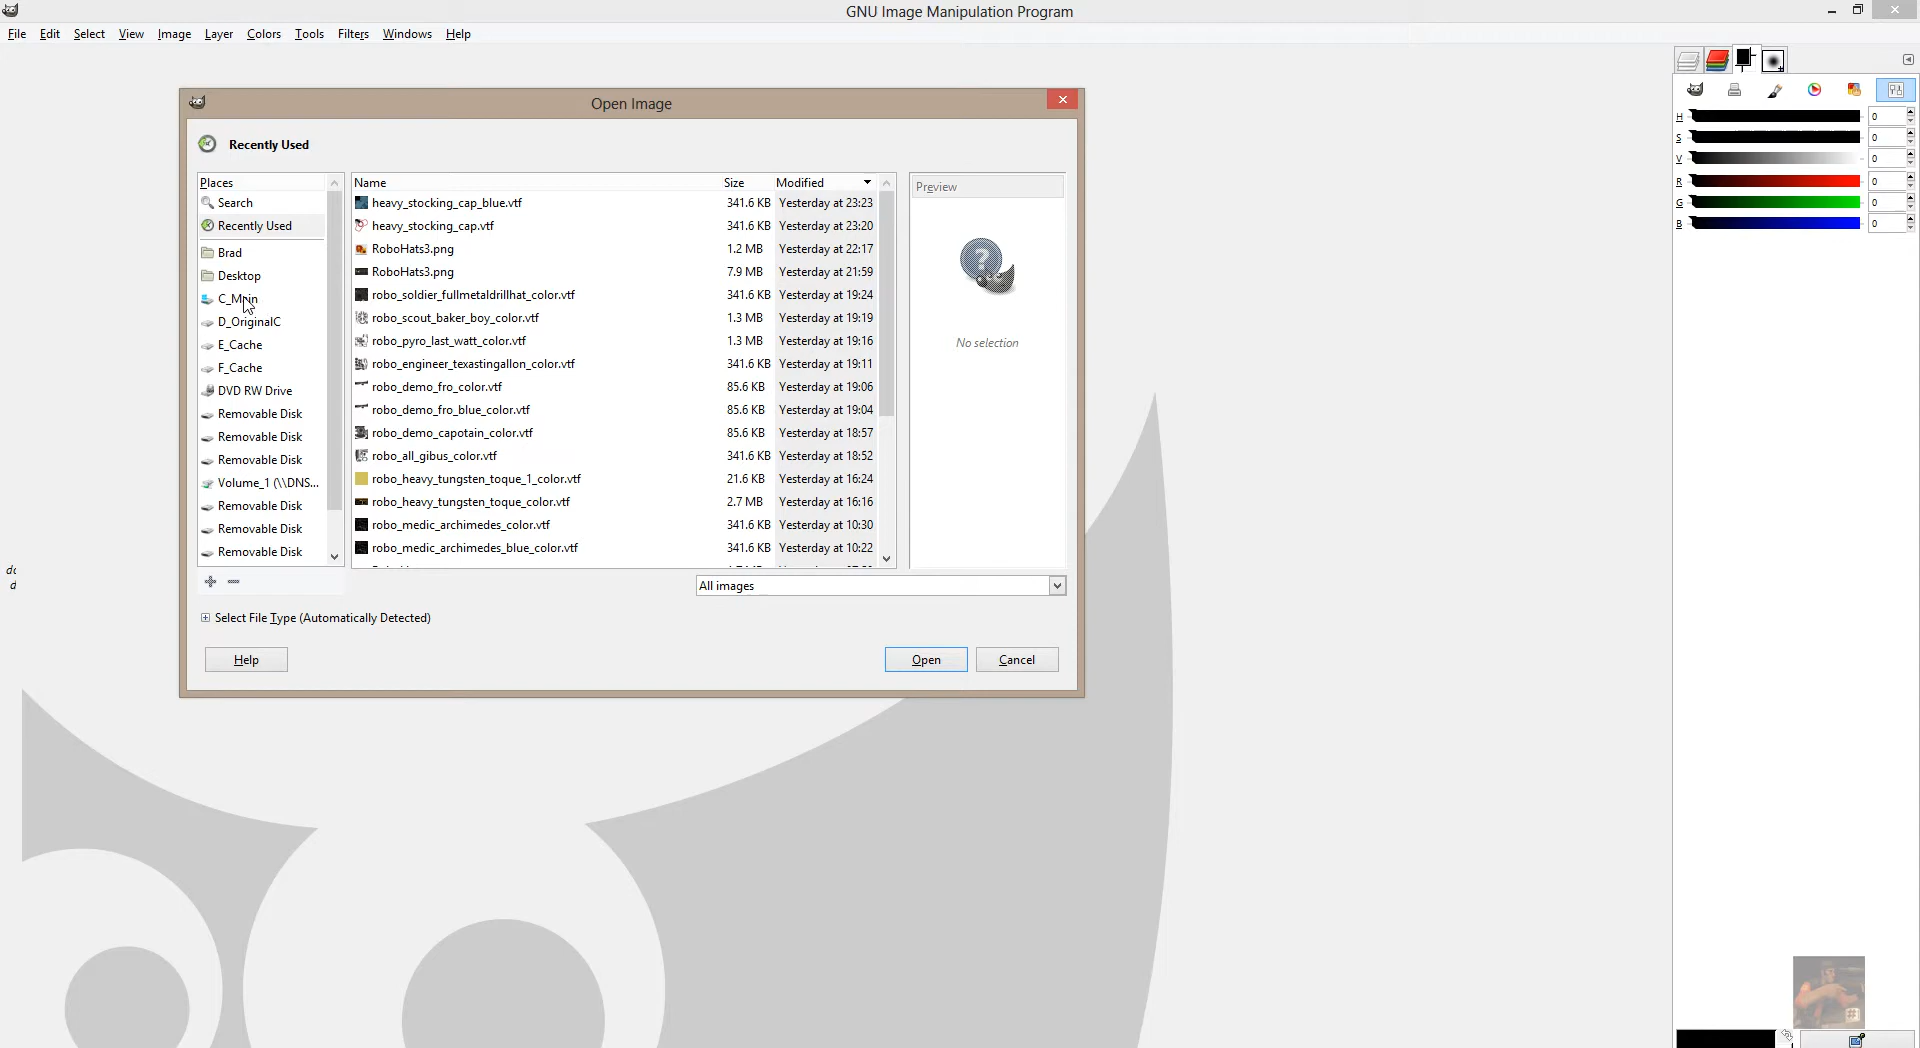 GNU Image Manipulation Program
File Edit Select View Image Layer Colors Tools Filters Windows Help
Open Image
Recently Used
Places
Search
Recently Used
Brad
Desktop
C_Main
D_OriginalC
E_Cache
F_Cache
DVD RW Drive
Removable Disk
Removable Disk
Removable Disk
Volume_1 (\\DNS...
Removable Disk
Removable Disk
Removable Disk
Name Size Modified
heavy_stocking_cap_blue.vtf 341.6 KB Yesterday at 23:23
heavy_stocking_cap.vtf 341.6 KB Yesterday at 23:20
RoboHats3.png 1.2 MB Yesterday at 22:17
RoboHats3.png 7.9 MB Yesterday at 21:59
robo_soldier_fullmetaldrillhat_color.vtf 341.6 KB Yesterday at 19:24
robo_scout_baker_boy_color.vtf 1.3 MB Yesterday at 19:19
robo_pyro_last_watt_color.vtf 1.3 MB Yesterday at 19:16
robo_engineer_texastingallon_color.vtf 341.6 KB Yesterday at 19:11
robo_demo_fro_color.vtf 85.6 KB Yesterday at 19:06
robo_demo_fro_blue_color.vtf 85.6 KB Yesterday at 19:04
robo_demo_capotain_color.vtf 85.6 KB Yesterday at 18:57
robo_all_gibus_color.vtf 341.6 KB Yesterday at 18:52
robo_heavy_tungsten_toque_1_color.vtf 21.6 KB Yesterday at 16:24
robo_heavy_tungsten_toque_color.vtf 2.7 MB Yesterday at 16:16
robo_medic_archimedes_color.vtf 341.6 KB Yesterday at 10:30
robo_medic_archimedes_blue_color.vtf 341.6 KB Yesterday at 10:22
Preview
No selection
All images
Select File Type (Automatically Detected)
Help Open Cancel
H 0
S 0
V 0
R 0
G 0
B 0